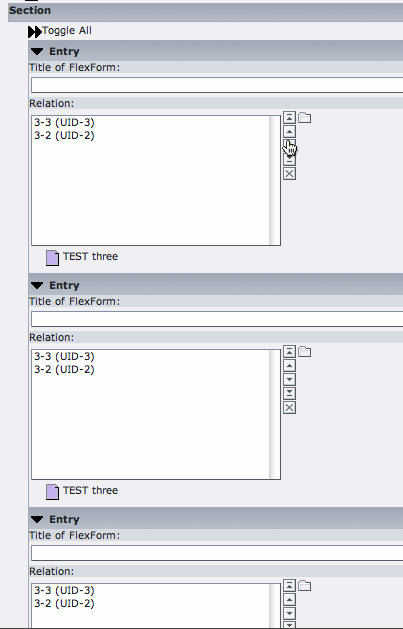 Section
Toggle All
Entry
Title of FlexForm:
Relation:
3-3 (UID-3)
3-2 (UID-2)
TEST three
Entry
Title of FlexForm:
Relation:
3-3 (UID-3)
3-2 (UID-2)
TEST three
Entry
Title of FlexForm:
Relation:
3-3 (UID-3)
3-2 (UID-2)